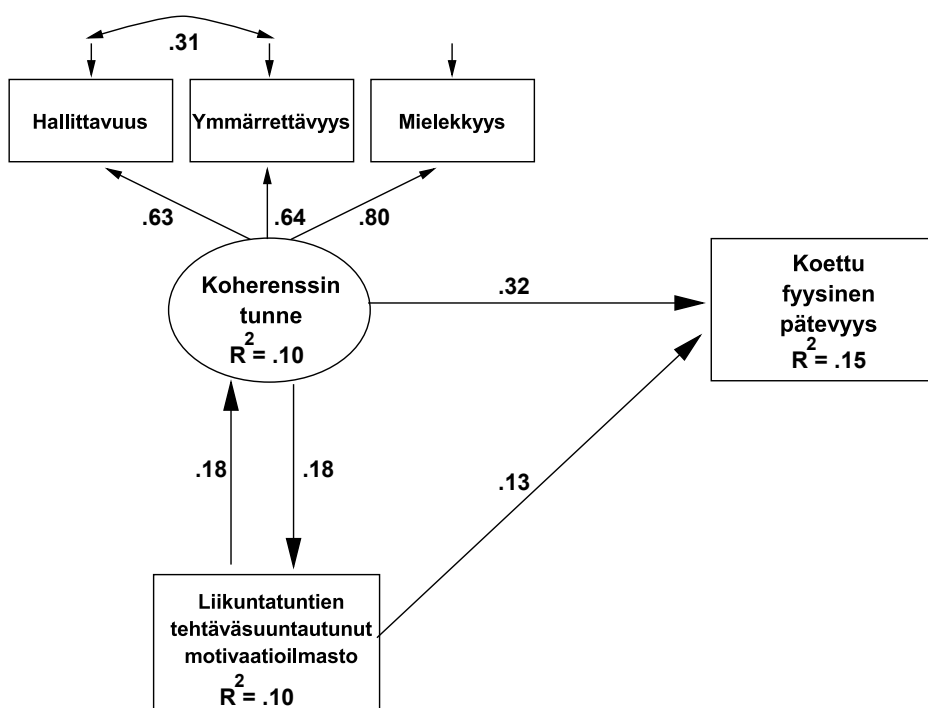 .31
Hallittavuus
Ymmärrettävyys
Mielekkyys
.63
.64
.80
Koherenssin
tunne
R² = .10
.32
Koettu
fyysinen
pätevyys
R² = .15
.18
.18
.13
Liikuntatuntien
tehtäväsuuntautunut
motivaatioilmasto
R² = .10